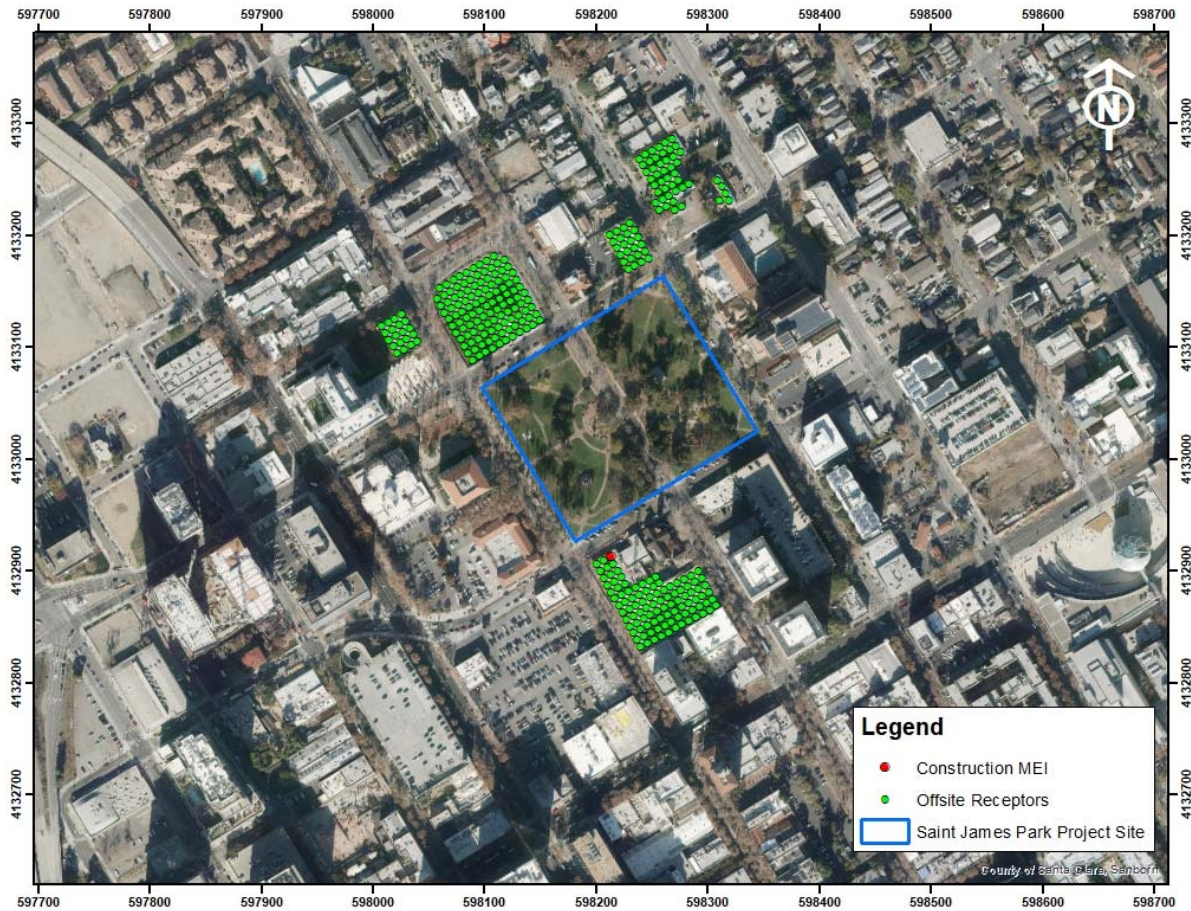 597700 597800 597900 598000 598100 598200 598300 598400 598500 598600 598700
N
4133300 4133300
4133200 4133200
4133100 4133100
4133000 4133000
4132900 4132900
4132800 4132800
4132700 4132700
Legend
Construction MEI
Offsite Receptors
Saint James Park Project Site
County of Santa Clara, Sanborn
597700 597800 597900 598000 598100 598200 598300 598400 598500 598600 598700